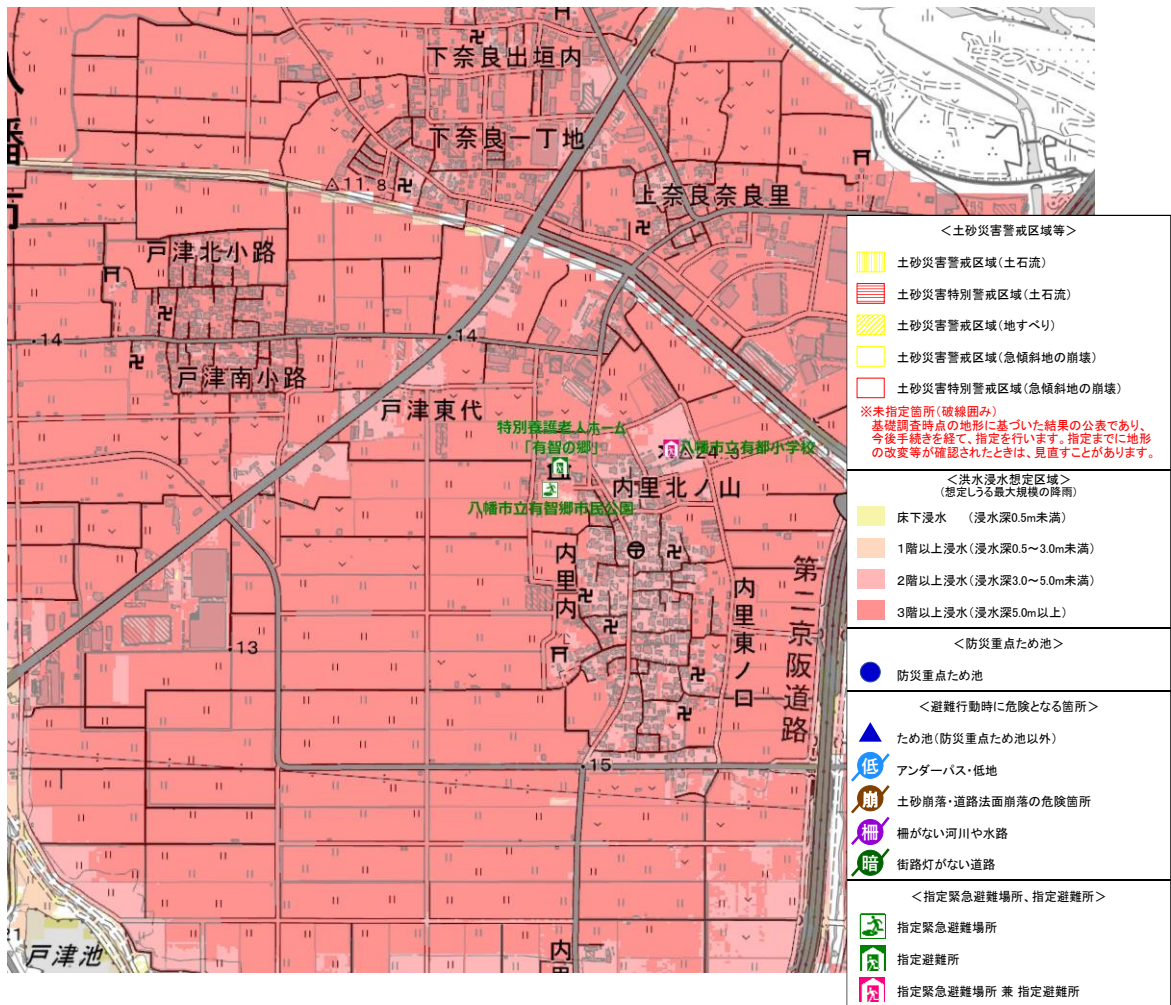 下奈良出垣内
下奈良一丁地
11.8
上奈良奈良里
八幡市
戸津北小路
14
14
戸津南小路
戸津東代
特別養護老人ホーム
「有智の郷」
八幡市立有都小学校
24.9
八幡市立有智郷市民公園
内里北ノ山
内里内
内里東ノ口
第二京阪道路
13
15
戸津池
内里
<土砂災害警戒区域等>
土砂災害警戒区域(土石流)
土砂災害特別警戒区域(土石流)
土砂災害警戒区域(地すべり)
土砂災害警戒区域(急傾斜地の崩壊)
土砂災害特別警戒区域(急傾斜地の崩壊)
※未指定箇所(破線囲み)
基礎調査時点の地形に基づいた結果の公表であり、
今後手続きを経て、指定を行います。指定までに地形
の改変等が確認されたときは、見直すことがあります。
<洪水浸水想定区域>
(想定しうる最大規模の降雨)
床下浸水 (浸水深0.5m未満)
1階以上浸水(浸水深0.5~3.0m未満)
2階以上浸水(浸水深3.0~5.0m未満)
3階以上浸水(浸水深5.0m以上)
<防災重点ため池>
防災重点ため池
<避難行動時に危険となる箇所>
ため池(防災重点ため池以外)
低 アンダーパス・低地
崩 土砂崩落・道路法面崩落の危険箇所
柵 柵がない河川や水路
暗 街路灯がない道路
<指定緊急避難場所、指定避難所>
指定緊急避難場所
指定避難所
指定緊急避難場所 兼 指定避難所